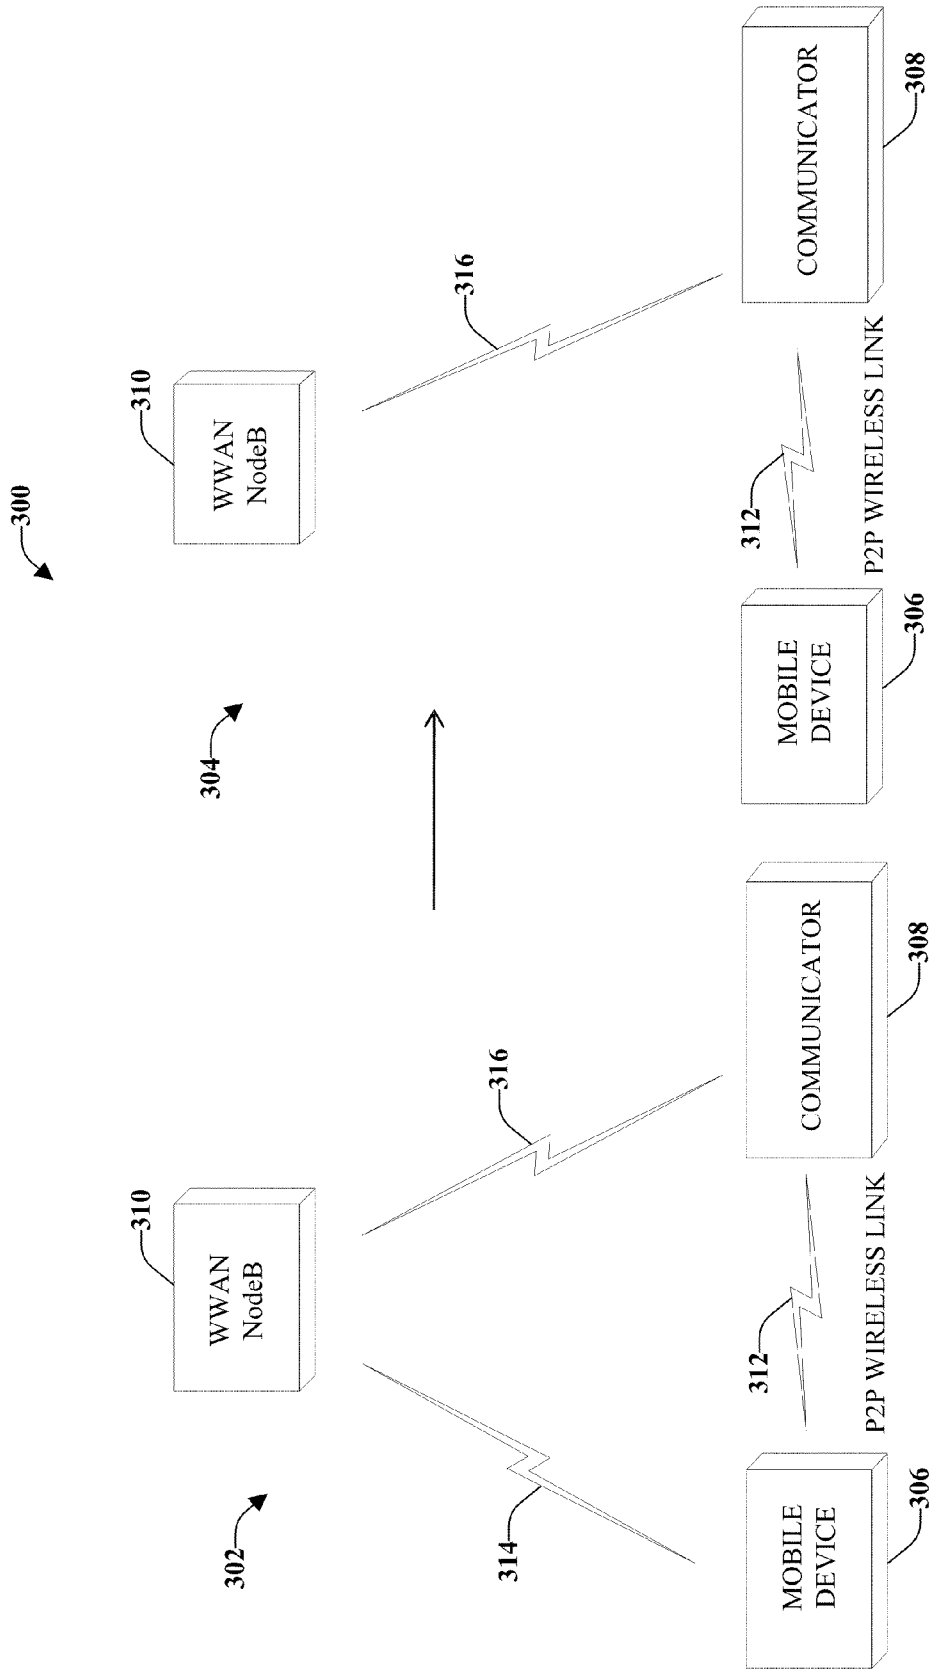 300
302
304
310
WWAN
NodeB
310
WWAN
NodeB
314
316
316
MOBILE
DEVICE
306
312
P2P WIRELESS LINK
COMMUNICATOR
308
MOBILE
DEVICE
306
312
P2P WIRELESS LINK
COMMUNICATOR
308